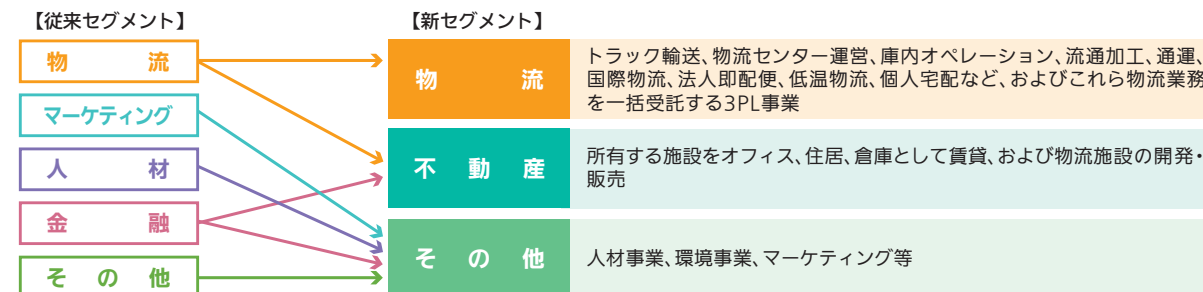 【従来セグメント】
【新セグメント】
物流
マーケティング
人材
金融
その他
物流
トラック輸送、物流センター運営、庫内オペレーション、流通加工、通運、
国際物流、法人即配便、低温物流、個人宅配など、およびこれら物流業務
を一括受託する3PL事業
不動産
所有する施設をオフィス、住居、倉庫として賃貸、および物流施設の開発・
販売
その他
人材事業、環境事業、マーケティング等